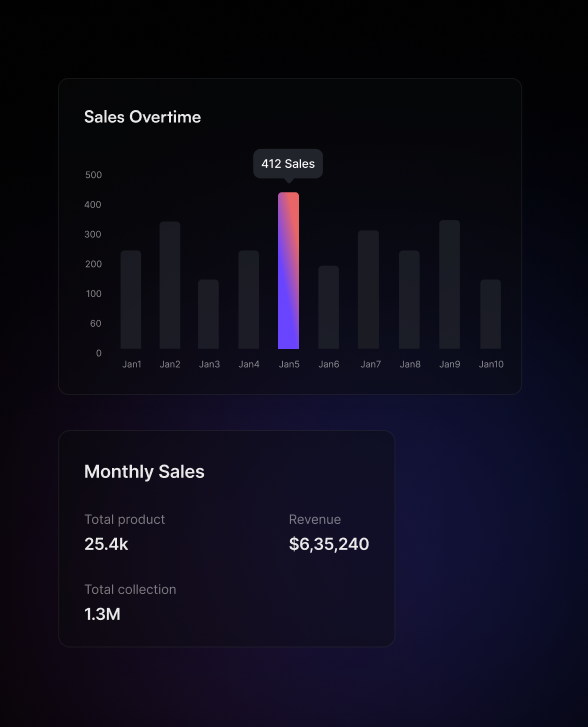 Sales Overtime
412 Sales
500
400
300
200
100
60
0
Jan1 Jan2 Jan3 Jan4 Jan5 Jan6 Jan7 Jan8 Jan9 Jan10
Monthly Sales
Total product Revenue
25.4k $6,35,240
Total collection
1.3M